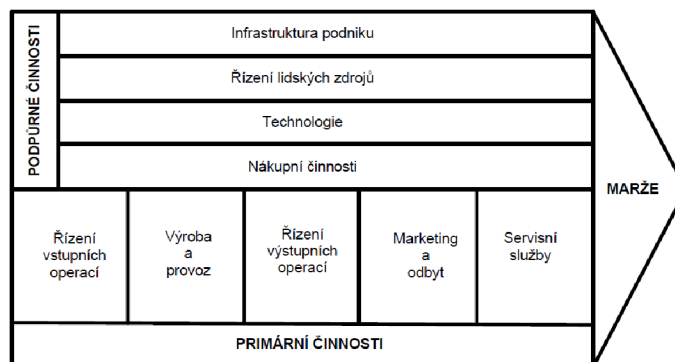 PODPŮRNÉ ČINNOSTI
Infrastruktura podniku
Řízení lidských zdrojů
Technologie
Nákupní činnosti
MARŽE
Řízení
vstupních
operací
Výroba
a
provoz
Řízení
výstupních
operací
Marketing
a
odbyt
Servisní
služby
PRIMÁRNÍ ČINNOSTI